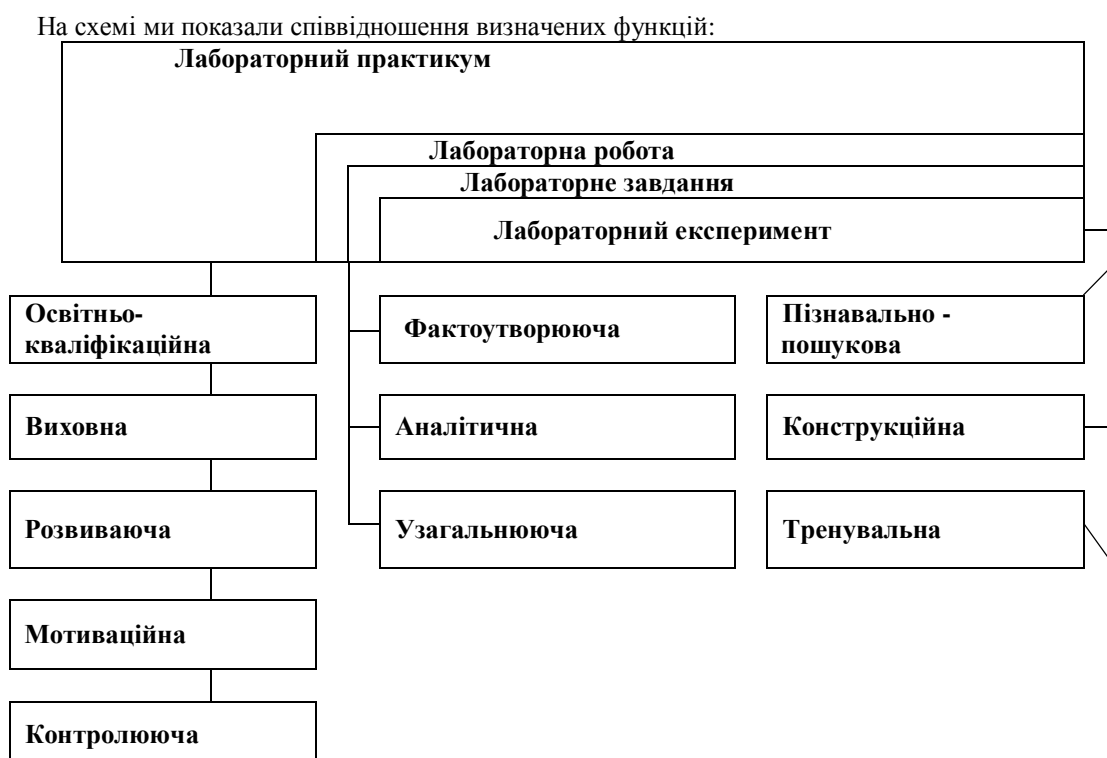 На схемі ми показали співвідношення визначених функцій:
Лабораторний практикум
Лабораторна робота
Лабораторне завдання
Лабораторний експеримент
Освітньо-
кваліфікаційна
Виховна
Розвиваюча
Мотиваційна
Контролююча
Фактоутворююча
Аналітична
Узагальнююча
Пізнавально -
пошукова
Конструкційна
Тренувальна